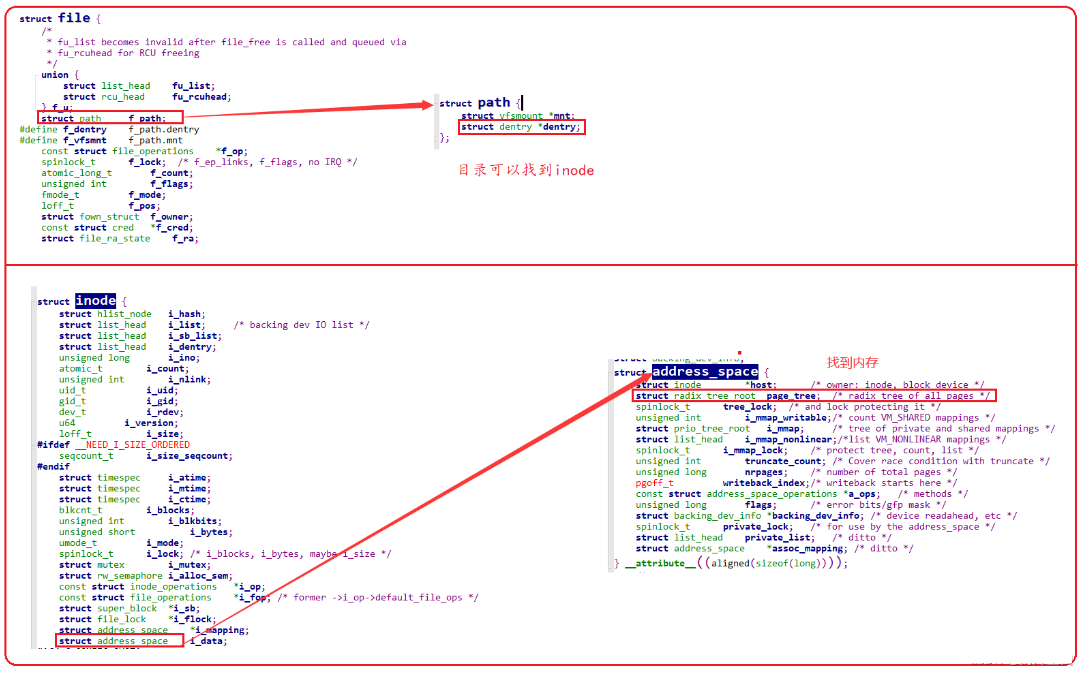 struct file {
/*
* fu_list becomes invalid after file_free is called and queued via
* fu_rcuhead for RCU freeing
*/
union {
struct list_head fu_list;
struct rcu_head fu_rcuhead;
} f_u;
struct path f_path;
#define f_dentry f_path.dentry
#define f_vfsmnt f_path.mnt
const struct file_operations *f_op;
spinlock_t f_lock; /* f_ep_links, f_flags, no IRQ */
atomic_long_t f_count;
unsigned int f_flags;
fmode_t f_mode;
loff_t f_pos;
struct fown_struct f_owner;
const struct cred *f_cred;
struct file_ra_state f_ra;
struct path {
struct vfsmount *mnt;
struct dentry *dentry;
};
目录可以找到inode
struct inode {
struct hlist_node i_hash;
struct list_head i_list; /* backing dev IO list */
struct list_head i_sb_list;
struct list_head i_dentry;
unsigned long i_ino;
atomic_t i_count;
unsigned int i_nlink;
uid_t i_uid;
gid_t i_gid;
dev_t i_rdev;
u64 i_version;
loff_t i_size;
#ifdef __NEED_I_SIZE_ORDERED
seqcount_t i_size_seqcount;
#endif
struct timespec i_atime;
struct timespec i_mtime;
struct timespec i_ctime;
blkcnt_t i_blocks;
unsigned int i_blkbits;
unsigned short i_bytes;
umode_t i_mode;
spinlock_t i_lock; /* i_blocks, i_bytes, maybe i_size */
struct mutex i_mutex;
struct rw_semaphore i_alloc_sem;
const struct inode_operations *i_op;
const struct file_operations *i_fop; /* former ->i_op->default_file_ops */
struct super_block *i_sb;
struct file_lock *i_flock;
struct address_space *i_mapping;
struct address_space i_data;
找到内存
struct backing_dev_info;
struct address_space {
struct inode *host; /* owner: inode, block_device */
struct radix_tree_root page_tree; /* radix tree of all pages */
spinlock_t tree_lock; /* and lock protecting it */
unsigned int i_mmap_writable;/* count VM_SHARED mappings */
struct prio_tree_root i_mmap; /* tree of private and shared mappings */
struct list_head i_mmap_nonlinear;/*list VM_NONLINEAR mappings */
spinlock_t i_mmap_lock; /* protect tree, count, list */
unsigned int truncate_count; /* Cover race condition with truncate */
unsigned long nrpages; /* number of total pages */
pgoff_t writeback_index;/* writeback starts here */
const struct address_space_operations *a_ops; /* methods */
unsigned long flags; /* error bits/gfp mask */
struct backing_dev_info *backing_dev_info; /* device readahead, etc */
spinlock_t private_lock; /* for use by the address_space */
struct list_head private_list; /* ditto */
struct address_space *assoc_mapping; /* ditto */
} __attribute__((aligned(sizeof(long))));